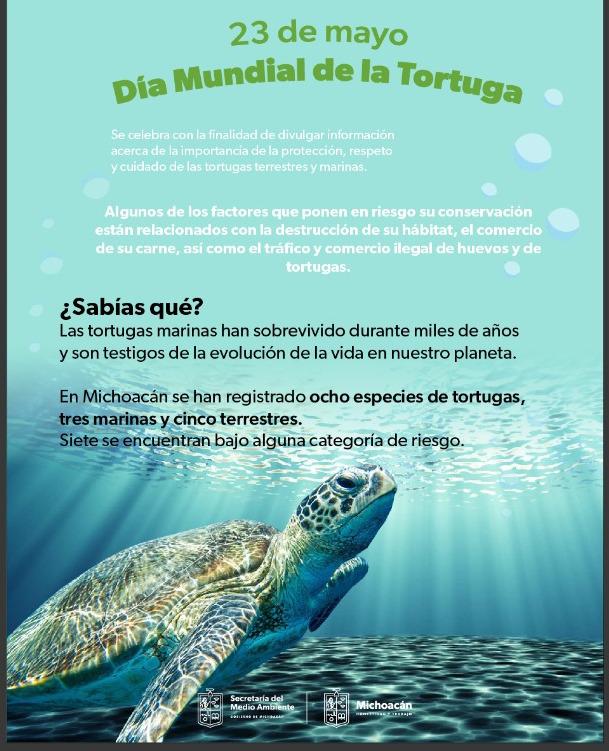 23 de mayo
Día Mundial de la Tortuga
Se celebra con la finalidad de divulgar información
acerca de la importancia de la protección, respeto
y cuidado de las tortugas terrestres y marinas.
Algunos de los factores que ponen en riesgo su conservación
están relacionados con la destrucción de su hábitat, el comercio
de su carne, así como el tráfico y comercio ilegal de huevos y de
tortugas.
¿Sabías qué?
Las tortugas marinas han sobrevivido durante miles de años
y son testigos de la evolución de la vida en nuestro planeta.
En Michoacán se han registrado ocho especies de tortugas,
tres marinas y cinco terrestres.
Siete se encuentran bajo alguna categoría de riesgo.
Secretaría del
Medio Ambiente
GOBIERNO DE MICHOACÁN
Michoacán